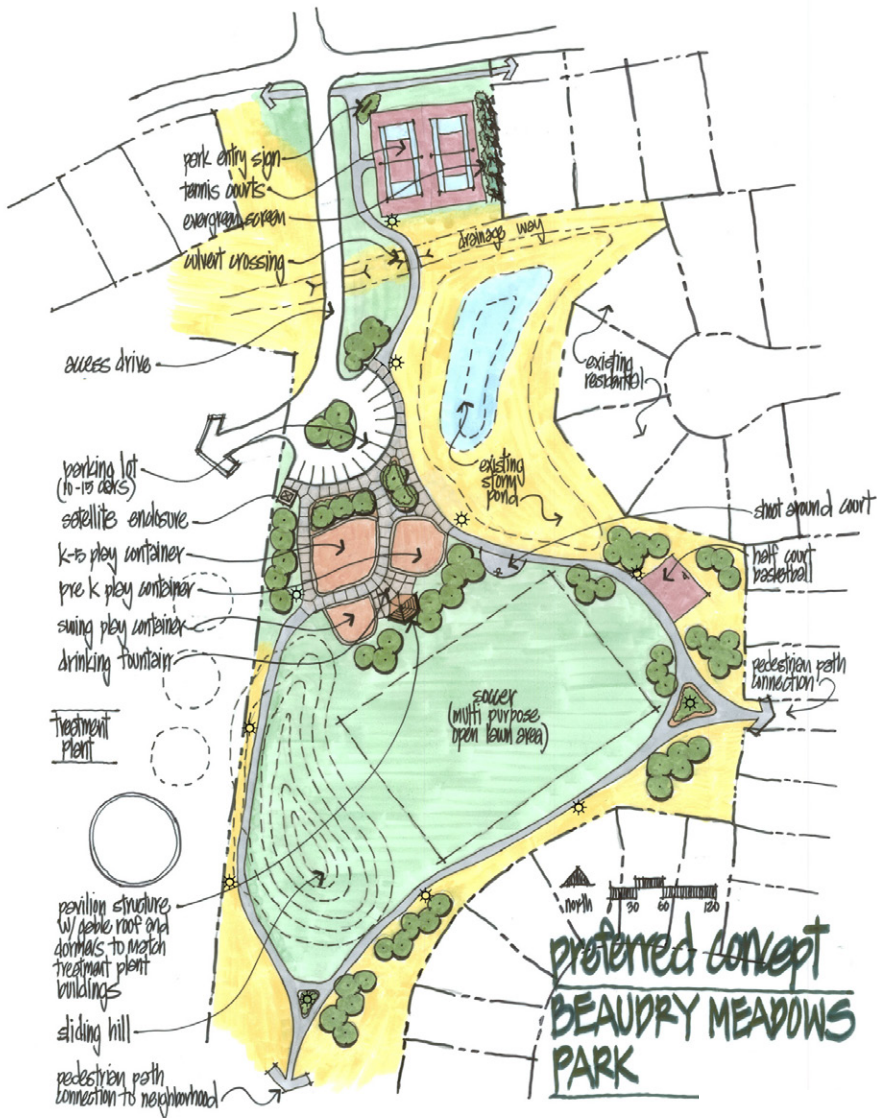 park entry sign
tennis courts
evergreen screen
culvert crossing
drainage way
access drive
existing
residential
parking lot
(10-15 cars)
satellite enclosure
k-5 play container
pre k play container
swing play container
drinking fountain
existing
stormy
pond
shoot around court
half court
basketball
pedestrian path
connection
soccer
(multi purpose
open lawn area)
treatment
plant
pavilion structure
w/ gable roof and
dormers to match
treatment plant
buildings
sliding hill
pedestrian path
connection to neighborhood
north
0 30 60 120
preferred concept
BEAUDRY MEADOWS
PARK